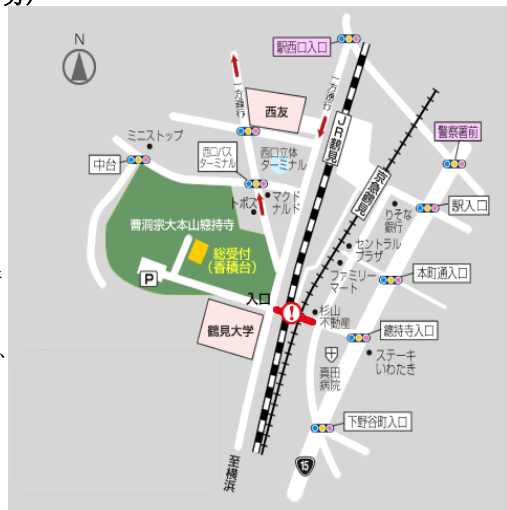 N
駅西口入口
一方通行
一方通行
西友
JR鶴見
京急鶴見
警察署前
ミニストップ
中台
西口バス
ターミナル
西口立体
ターミナル
トポス
マクド
ナルド
りそな
銀行
駅入口
曹洞宗大本山總持寺
総受付
(香積台)
セントラル
プラザ
ファミリー
マート
本町通入口
P
入口
!
杉山
不動産
鶴見大学
總持寺入口
ステーキ
いわたき
真田
病院
下野谷町入口
至横浜
15